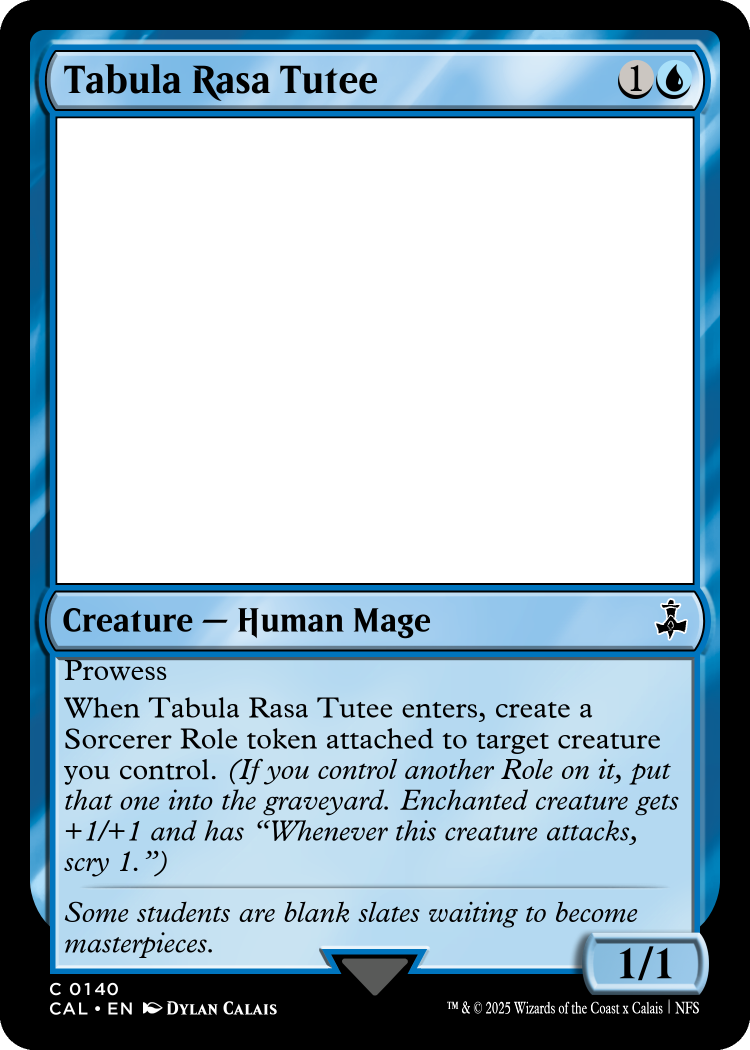 Tabula Rasa Tutee 1
Creature — Human Mage
Prowess
When Tabula Rasa Tutee enters, create a
Sorcerer Role token attached to target creature
you control. (If you control another Role on it, put
that one into the graveyard. Enchanted creature gets
+1/+1 and has “Whenever this creature attacks,
scry 1.”)
Some students are blank slates waiting to become
masterpieces.
1/1
C 0140
CAL • EN DYLAN CALAIS
™ & © 2025 Wizards of the Coast x Calais | NFS